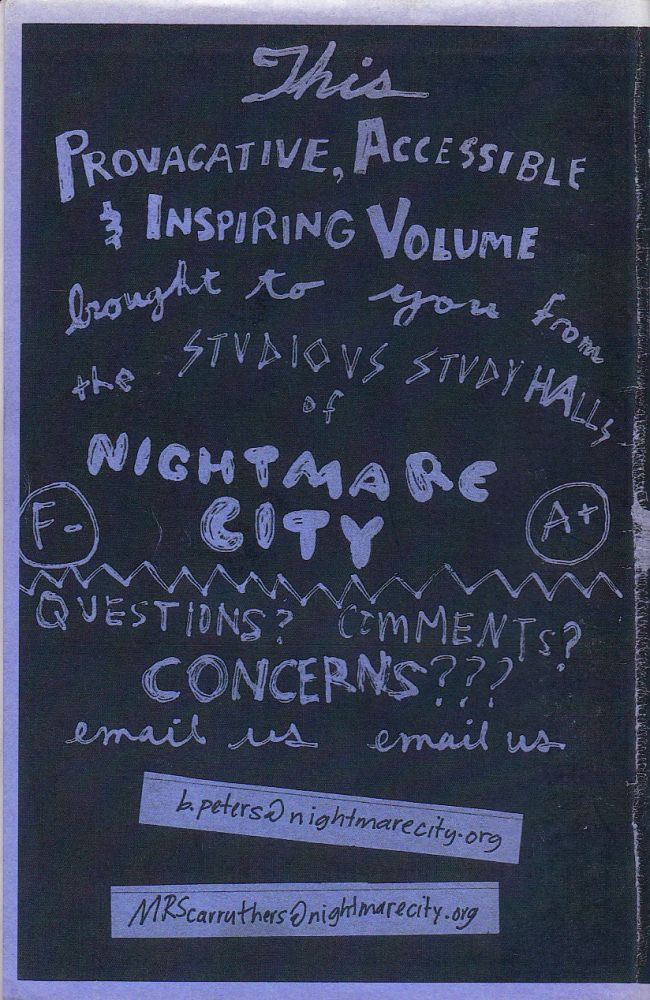 This
PROVACATIVE, ACCESSIBLE
& INSPIRING VOLUME
brought to you from
the STUDIOUS STUDY HALLS
of
NIGHTMARE
CITY
F- A+
QUESTIONS? COMMENTS?
CONCERNS???
email us email us
b.peters@nightmarecity.org
MRScarruthers@nightmarecity.org